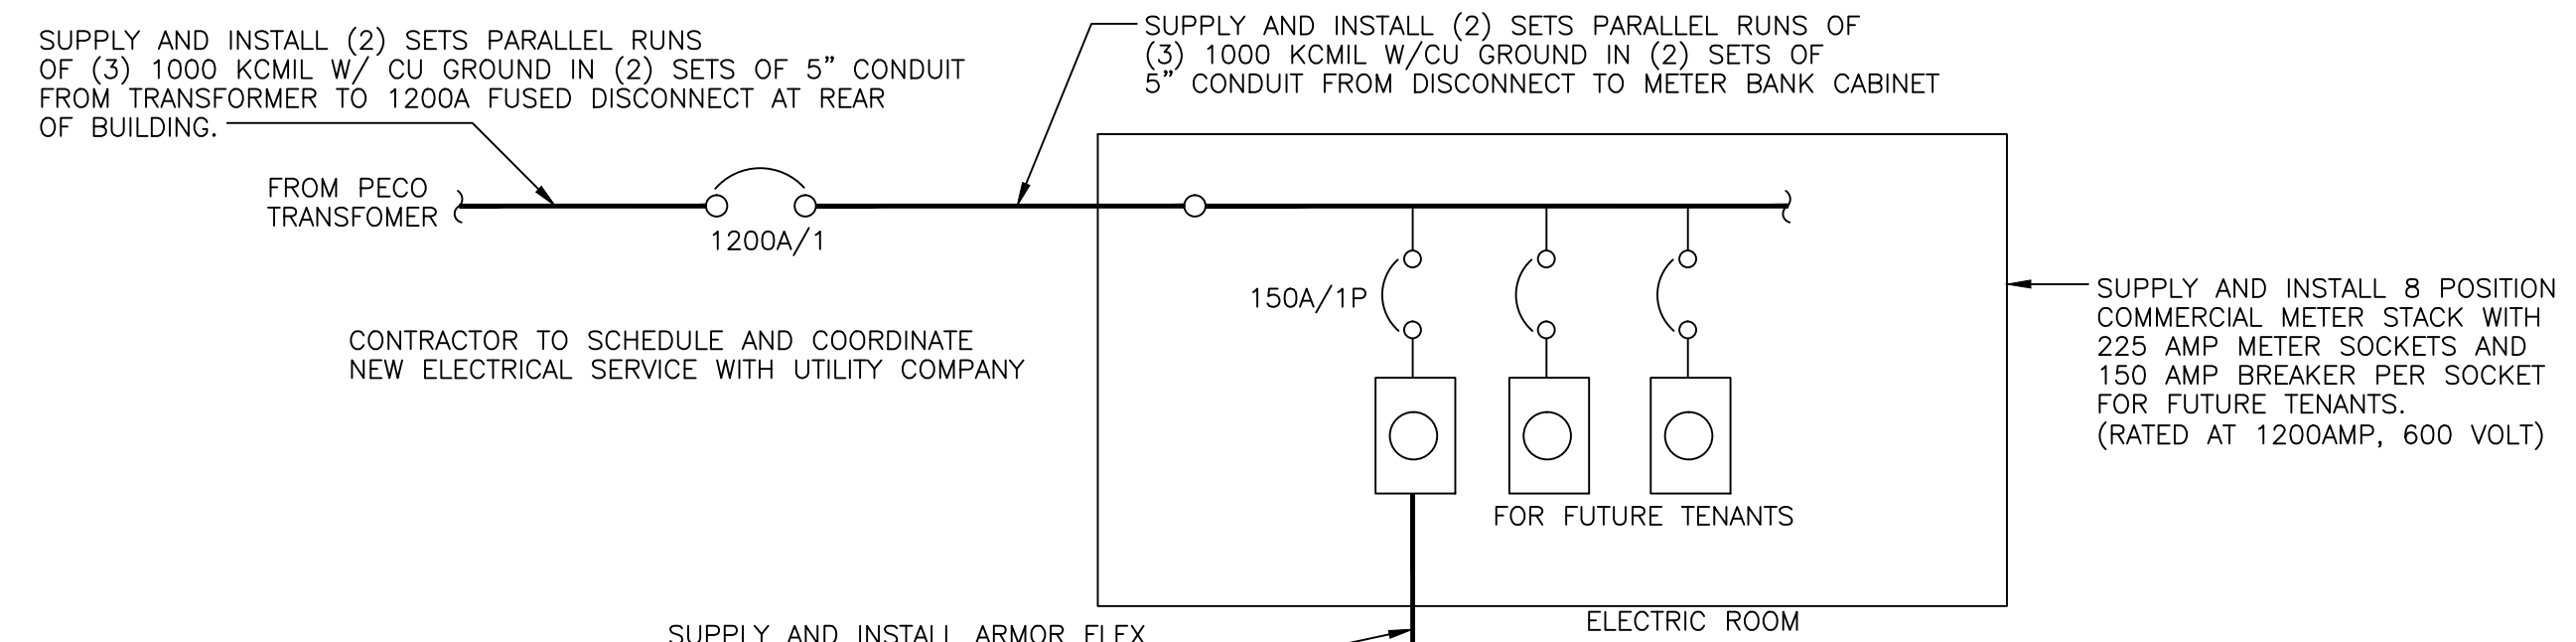 SUPPLY AND INSTALL (2) SETS PARALLEL RUNS
OF (3) 1000 KCMIL W/ CU GROUND IN (2) SETS OF 5" CONDUIT
FROM TRANSFORMER TO 1200A FUSED DISCONNECT AT REAR
OF BUILDING.
SUPPLY AND INSTALL (2) SETS PARALLEL RUNS OF
(3) 1000 KCMIL W/CU GROUND IN (2) SETS OF
5" CONDUIT FROM DISCONNECT TO METER BANK CABINET
FROM PECO
TRANSFOMER
1200A/1
150A/1P
CONTRACTOR TO SCHEDULE AND COORDINATE
NEW ELECTRICAL SERVICE WITH UTILITY COMPANY
SUPPLY AND INSTALL 8 POSITION
COMMERCIAL METER STACK WITH
225 AMP METER SOCKETS AND
150 AMP BREAKER PER SOCKET
FOR FUTURE TENANTS.
(RATED AT 1200AMP, 600 VOLT)
FOR FUTURE TENANTS
ELECTRIC ROOM
SUPPLY AND INSTALL ARMOR FLEX